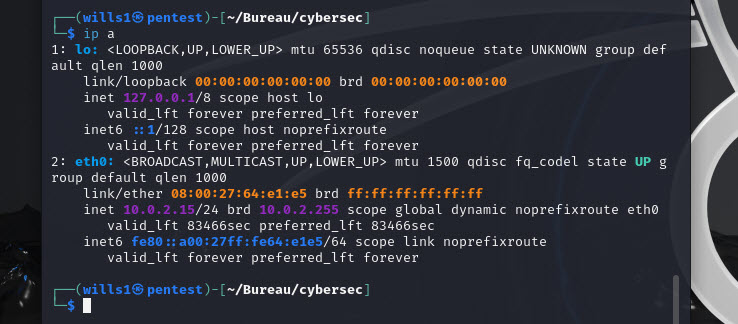 ┌──(wills1㉿pentest)-[~/Bureau/cybersec]
└─$ ip a
1: lo: <LOOPBACK,UP,LOWER_UP> mtu 65536 qdisc noqueue state UNKNOWN group def
ault qlen 1000
    link/loopback 00:00:00:00:00:00 brd 00:00:00:00:00:00
    inet 127.0.0.1/8 scope host lo
       valid_lft forever preferred_lft forever
    inet6 ::1/128 scope host noprefixroute
       valid_lft forever preferred_lft forever
2: eth0: <BROADCAST,MULTICAST,UP,LOWER_UP> mtu 1500 qdisc fq_codel state UP g
roup default qlen 1000
    link/ether 08:00:27:64:e1:e5 brd ff:ff:ff:ff:ff:ff
    inet 10.0.2.15/24 brd 10.0.2.255 scope global dynamic noprefixroute eth0
       valid_lft 83466sec preferred_lft 83466sec
    inet6 fe80::a00:27ff:fe64:e1e5/64 scope link noprefixroute
       valid_lft forever preferred_lft forever
┌──(wills1㉿pentest)-[~/Bureau/cybersec]
└─$